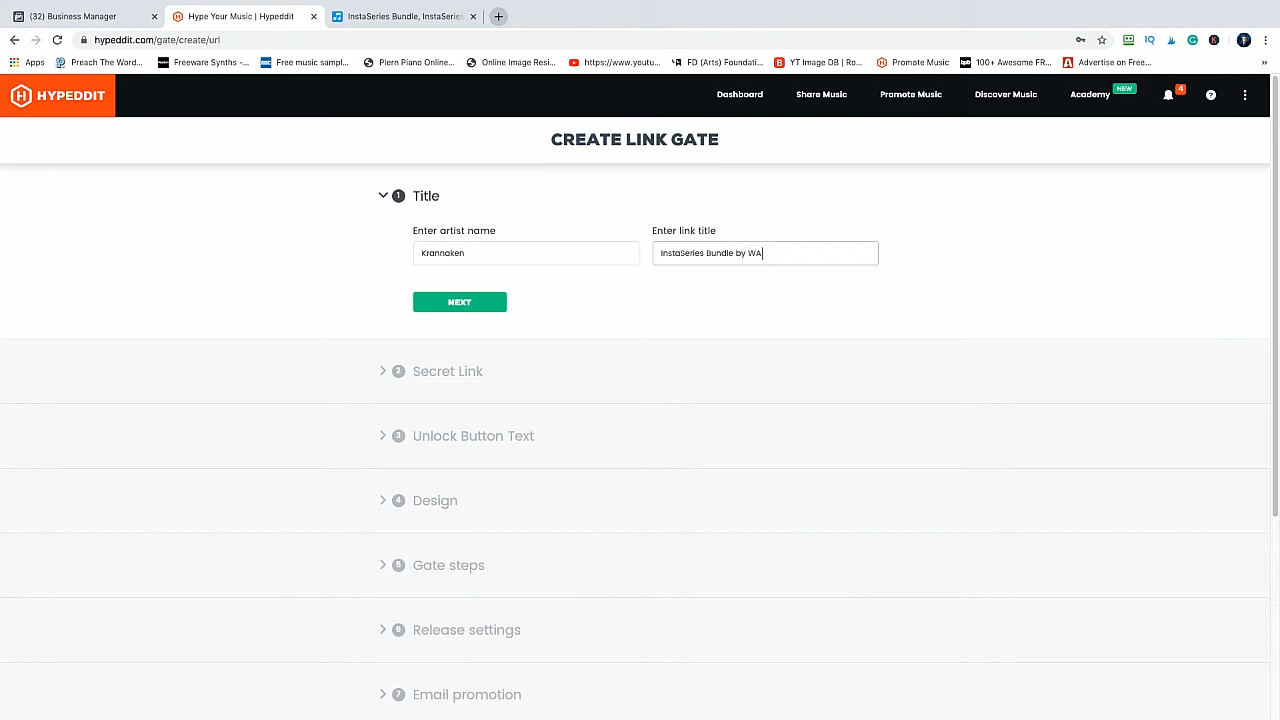 (32) Business Manager
Hype Your Music | Hypeddit
InstaSeries Bundle, InstaSeries
hypeddit.com/gate/create/url
Apps
Preach The Word...
Freeware Synths -...
Free music sampl...
Plern Piano Online...
Online Image Resi...
https://www.youtu...
FD (Arts) Foundati...
YT Image DB | Ro...
Promote Music
100+ Awesome FR...
Advertise on Free...
HYPEDDIT
Dashboard
Share Music
Promote Music
Discover Music
Academy
NEW
4
CREATE LINK GATE
1 Title
Enter artist name
Enter link title
Krannaken
InstaSeries Bundle by WA
NEXT
2 Secret Link
3 Unlock Button Text
4 Design
5 Gate steps
6 Release settings
7 Email promotion